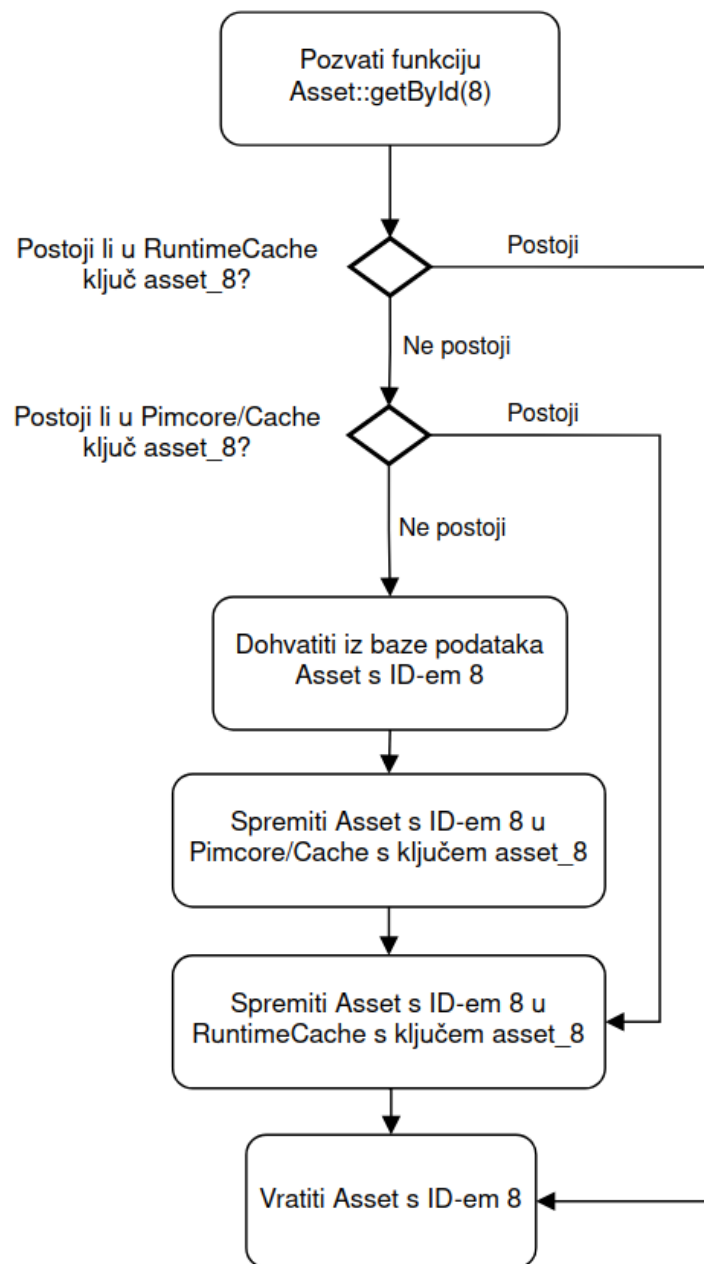 Pozvati funkciju
Asset::getById(8)
Postoji li u RuntimeCache
ključ asset_8?
Postoji
Ne postoji
Postoji li u Pimcore/Cache
ključ asset_8?
Postoji
Ne postoji
Dohvatiti iz baze podataka
Asset s ID-em 8
Spremiti Asset s ID-em 8 u
Pimcore/Cache s ključem asset_8
Spremiti Asset s ID-em 8 u
RuntimeCache s ključem asset_8
Vratiti Asset s ID-em 8